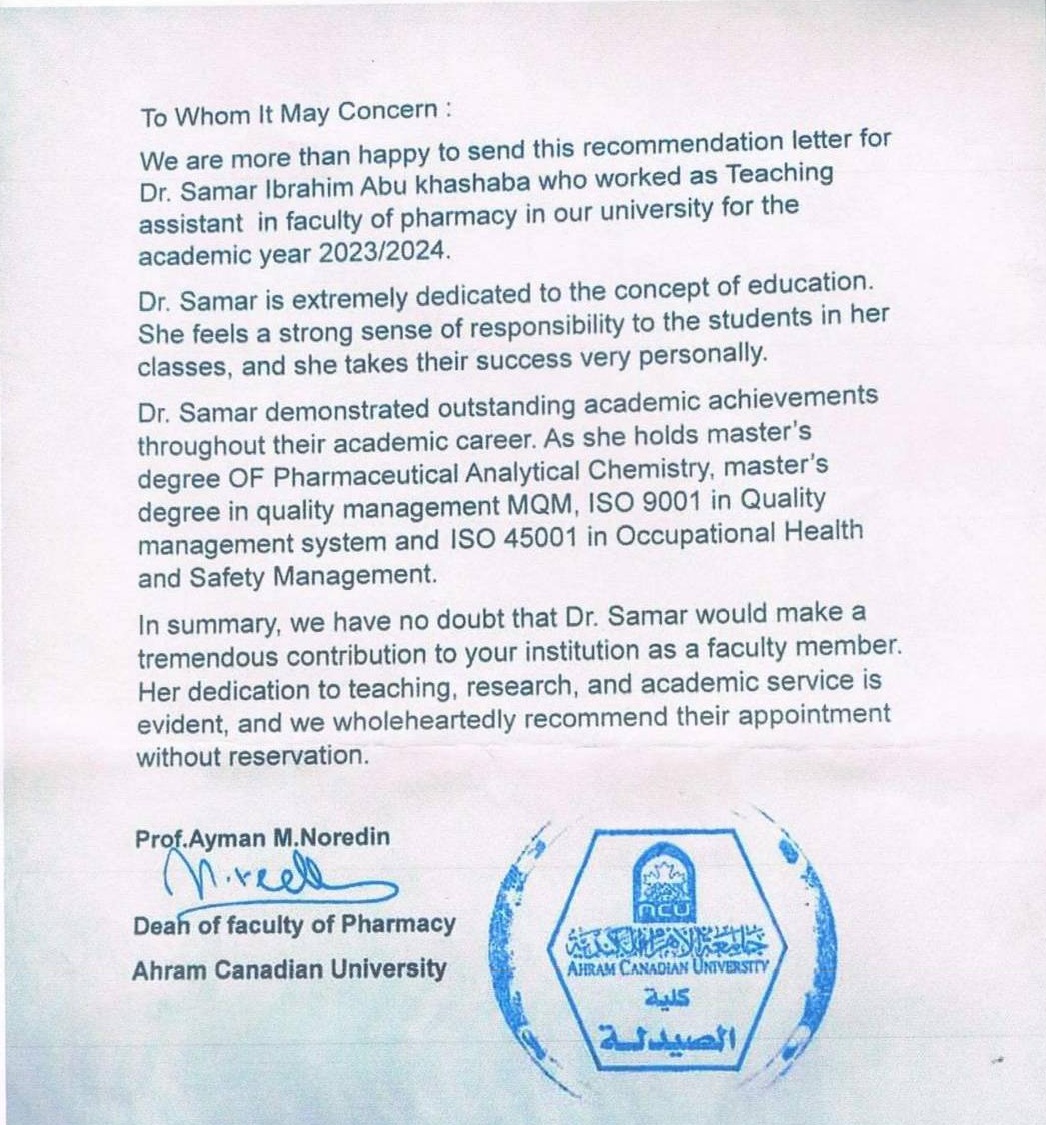 To Whom It May Concern :
We are more than happy to send this recommendation letter for
Dr. Samar Ibrahim Abu khashaba who worked as Teaching
assistant in faculty of pharmacy in our university for the
academic year 2023/2024.
Dr. Samar is extremely dedicated to the concept of education.
She feels a strong sense of responsibility to the students in her
classes, and she takes their success very personally.
Dr. Samar demonstrated outstanding academic achievements
throughout their academic career. As she holds master's
degree OF Pharmaceutical Analytical Chemistry, master's
degree in quality management MQM, ISO 9001 in Quality
management system and ISO 45001 in Occupational Health
and Safety Management.
In summary, we have no doubt that Dr. Samar would make a
tremendous contribution to your institution as a faculty member.
Her dedication to teaching, research, and academic service is
evident, and we wholeheartedly recommend their appointment
without reservation.
Prof.Ayman M.Noredin
Dean of faculty of Pharmacy
Ahram Canadian University
ACU
جامعة الأهرام الكندية
AHRAM CANADIAN UNIVERSITY
كلية
الصيدلة